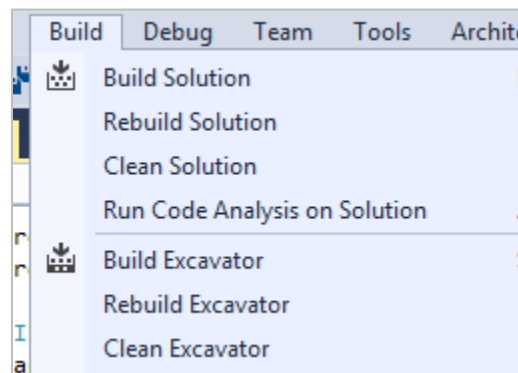 Build Debug Team Tools
Build Solution
Rebuild Solution
Clean Solution
Run Code Analysis on Solution
Build Excavator
Rebuild Excavator
Clean Excavator